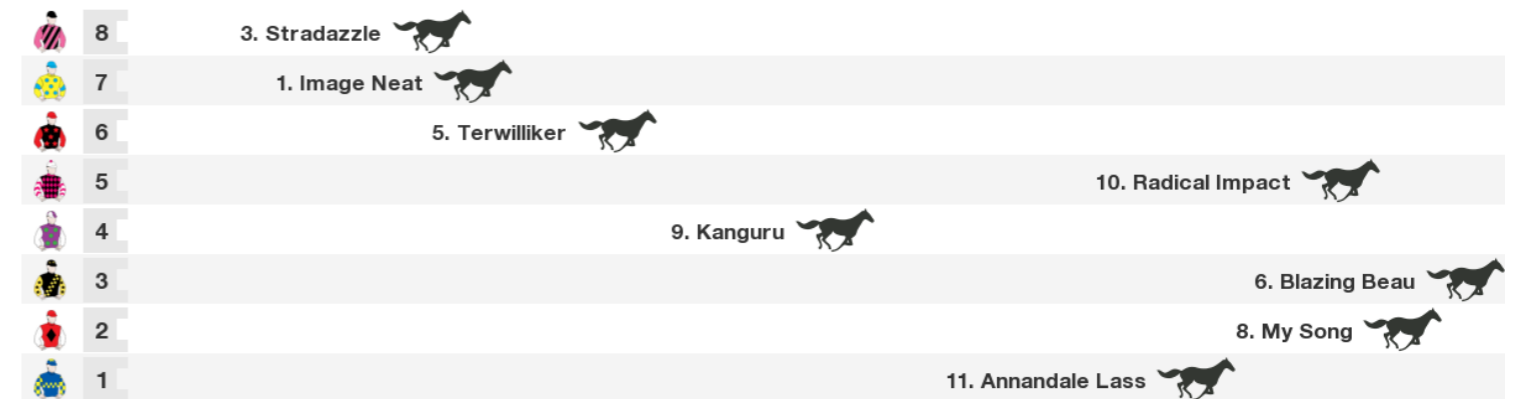 8 3. Stradazzle
7 1. Image Neat
6 5. Terwilliker
5 10. Radical Impact
4 9. Kanguru
3 6. Blazing Beau
2 8. My Song
1 11. Annandale Lass